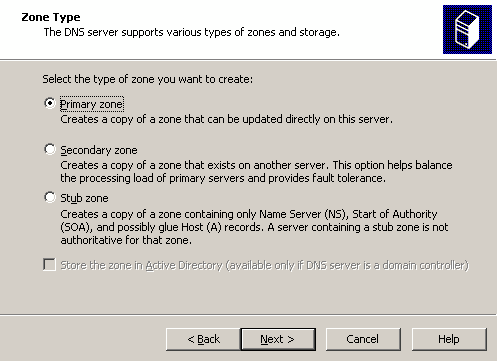 Zone Type
The DNS server supports various types of zones and storage.
Select the type of zone you want to create:
Primary zone
Creates a copy of a zone that can be updated directly on this server.
Secondary zone
Creates a copy of a zone that exists on another server. This option helps balance
the processing load of primary servers and provides fault tolerance.
Stub zone
Creates a copy of a zone containing only Name Server (NS), Start of Authority
(SOA), and possibly glue Host (A) records. A server containing a stub zone is not
authoritative for that zone.
Store the zone in Active Directory (available only if DNS server is a domain controller)
< Back
Next >
Cancel
Help